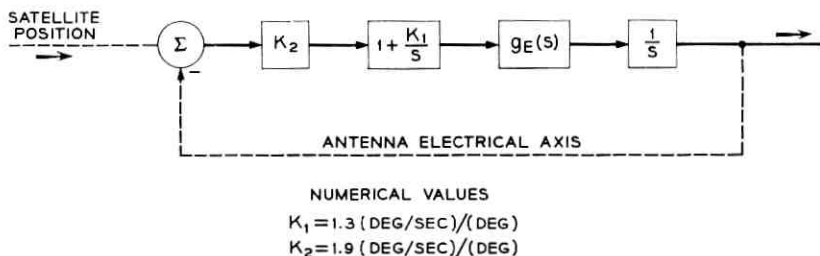 SATELLITE
POSITION
Σ
−
K₂
1 + K₁/S
gE(s)
1/S
ANTENNA ELECTRICAL AXIS
NUMERICAL VALUES
K₁ = 1.3 (DEG/SEC)/(DEG)
K₂ = 1.9 (DEG/SEC)/(DEG)